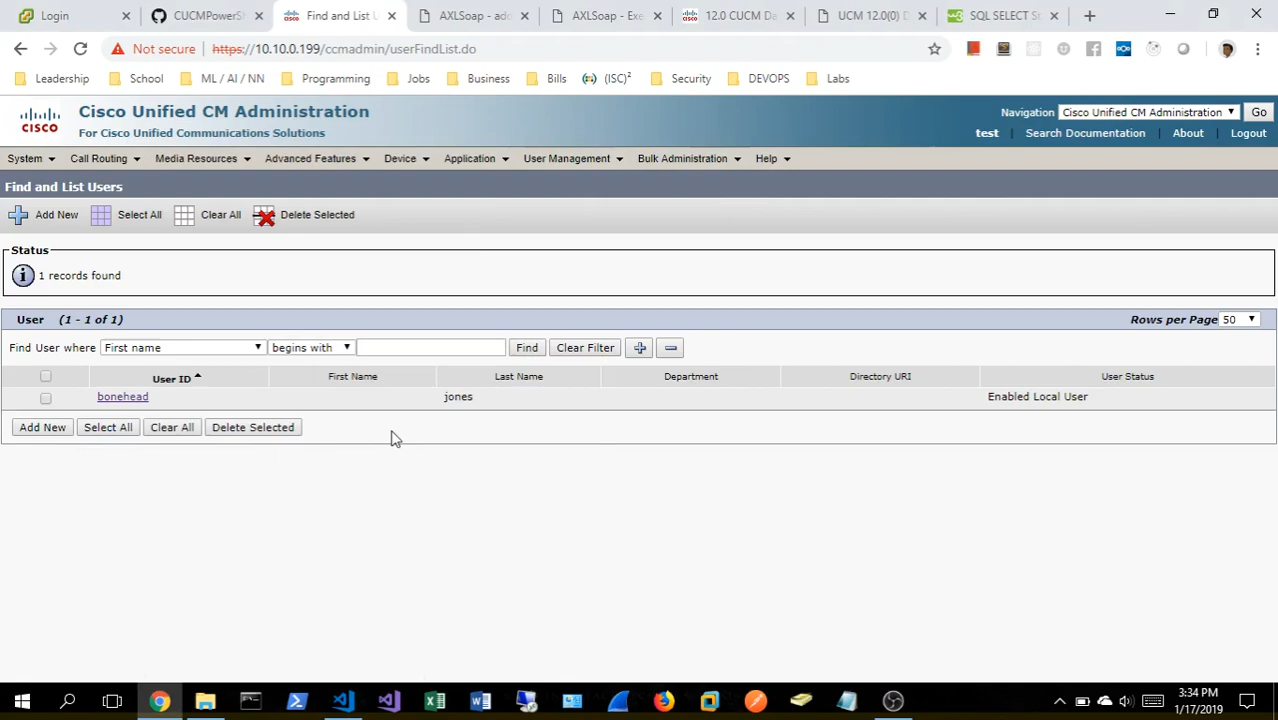 Login
CUCMPowerS
Find and List U
AXLSoap - ad
AXLSoap - Exe
12.0 CUCM Da
UCM 12.0(0) D
SQL SELECT St
Not secure https://10.10.0.199/ccmadmin/userFindList.do
Leadership School ML / AI / NN Programming Jobs Business Bills (ISC)² Security DEVOPS Labs
CISCO
Cisco Unified CM Administration
For Cisco Unified Communications Solutions
Navigation Cisco Unified CM Administration Go
test Search Documentation About Logout
System Call Routing Media Resources Advanced Features Device Application User Management Bulk Administration Help
Find and List Users
Add New Select All Clear All Delete Selected
Status
1 records found
User (1 - 1 of 1) Rows per Page 50
Find User where First name begins with Find Clear Filter
User ID First Name Last Name Department Directory URI User Status
bonehead jones Enabled Local User
Add New Select All Clear All Delete Selected
3:34 PM
1/17/2019